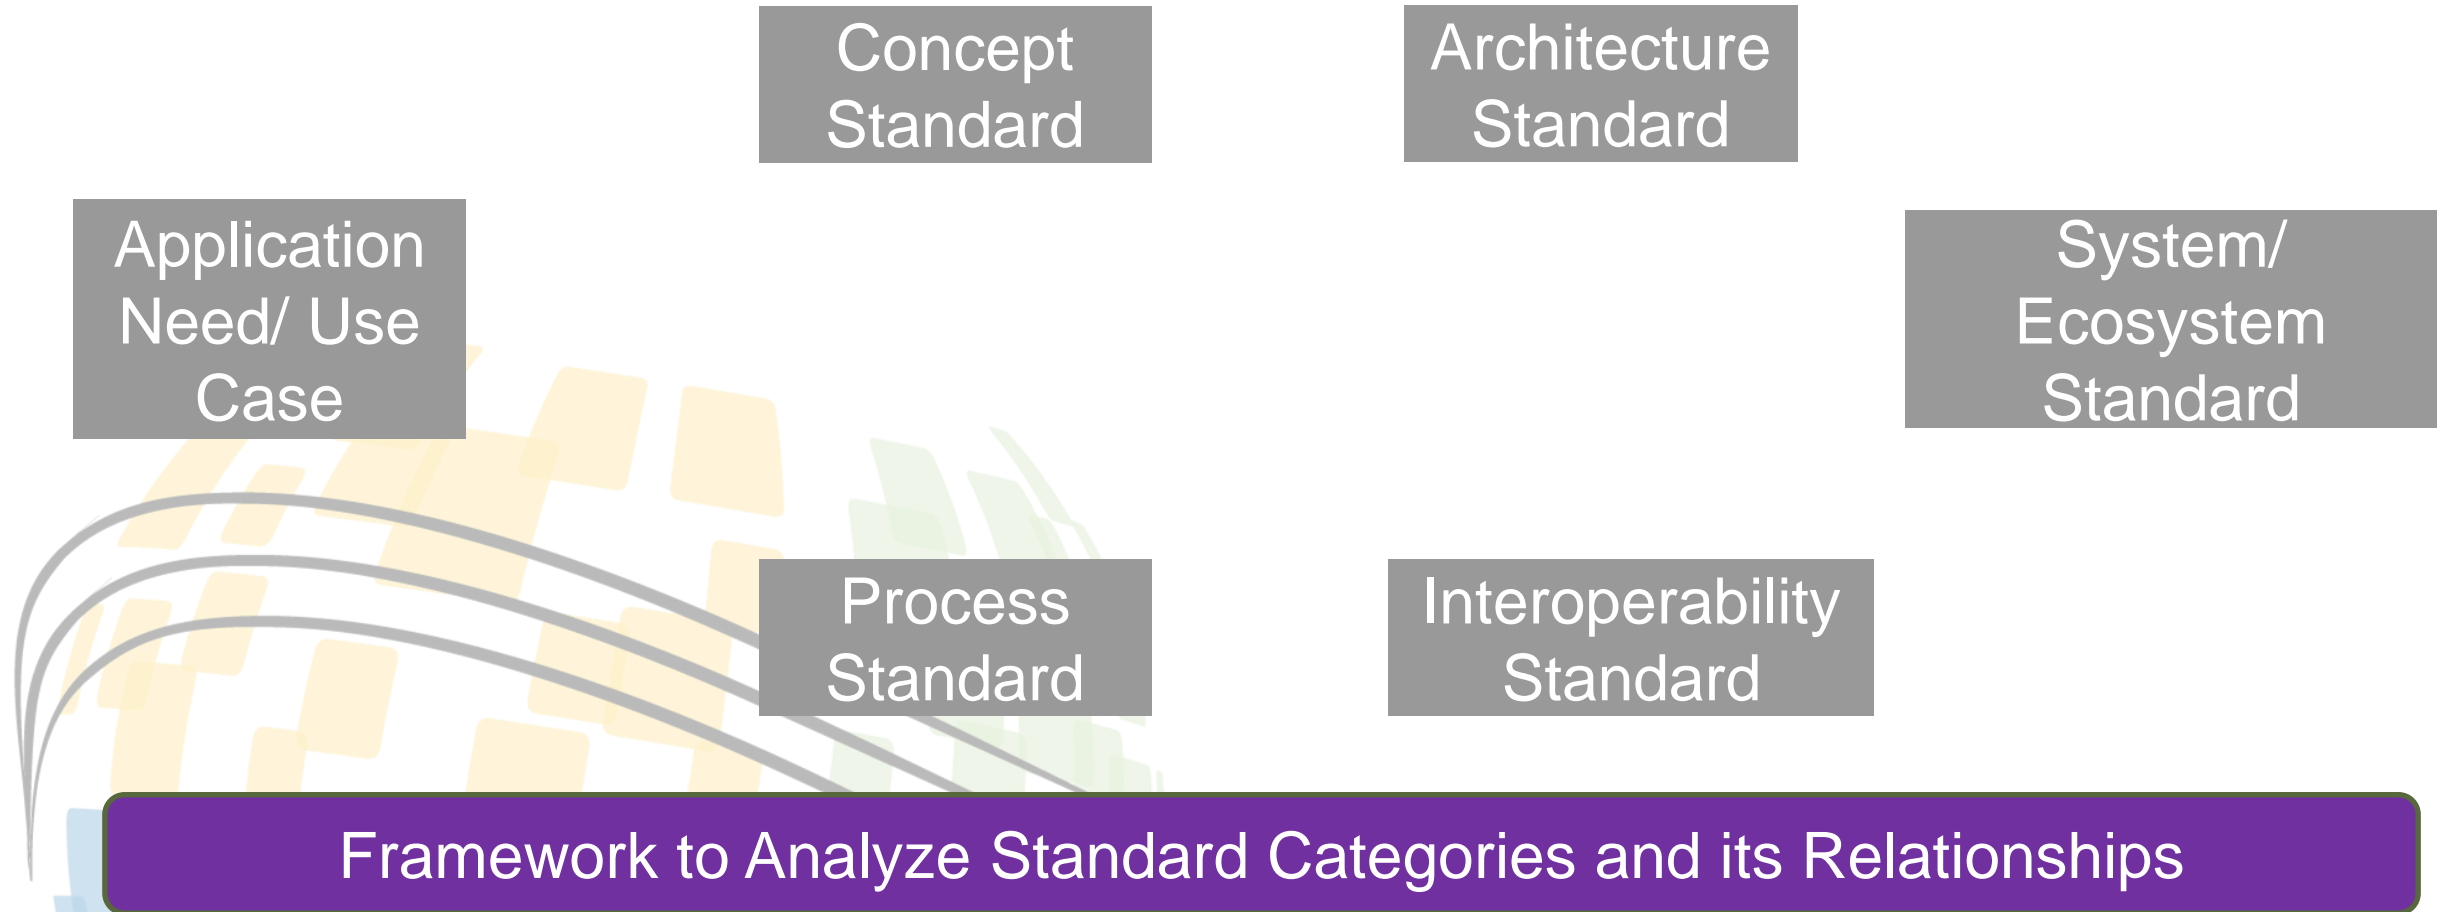 Concept
Standard
Architecture
Standard
Application
Need/ Use
Case
System/
Ecosystem
Standard
Process
Standard
Interoperability
Standard
Framework to Analyze Standard Categories and its Relationships